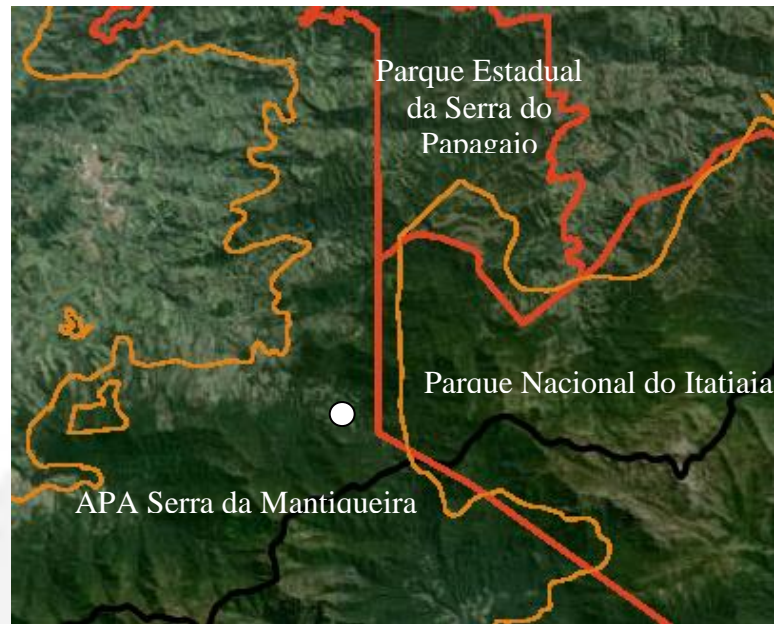 Parque Estadual
da Serra do
Papagaio
Parque Nacional do Itatiaia
APA Serra da Mantiqueira